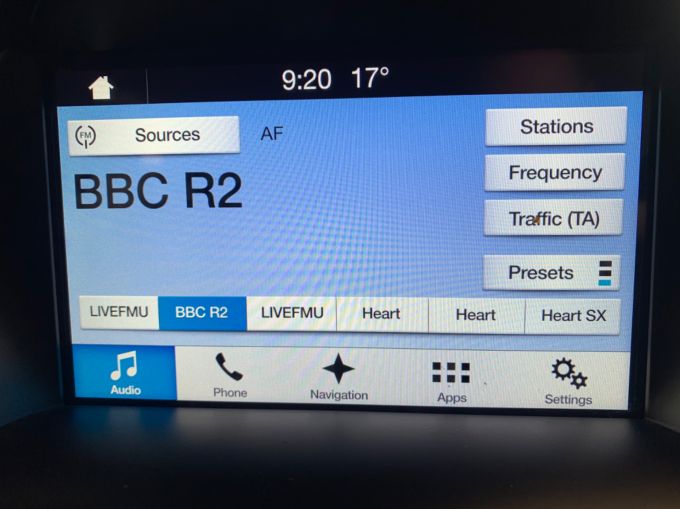 9:20 17°
FM Sources AF
Stations
BBC R2
Frequency
Traffic (TA)
Presets
LIVEFMU BBC R2 LIVEFMU Heart Heart Heart SX
Audio Phone Navigation Apps Settings